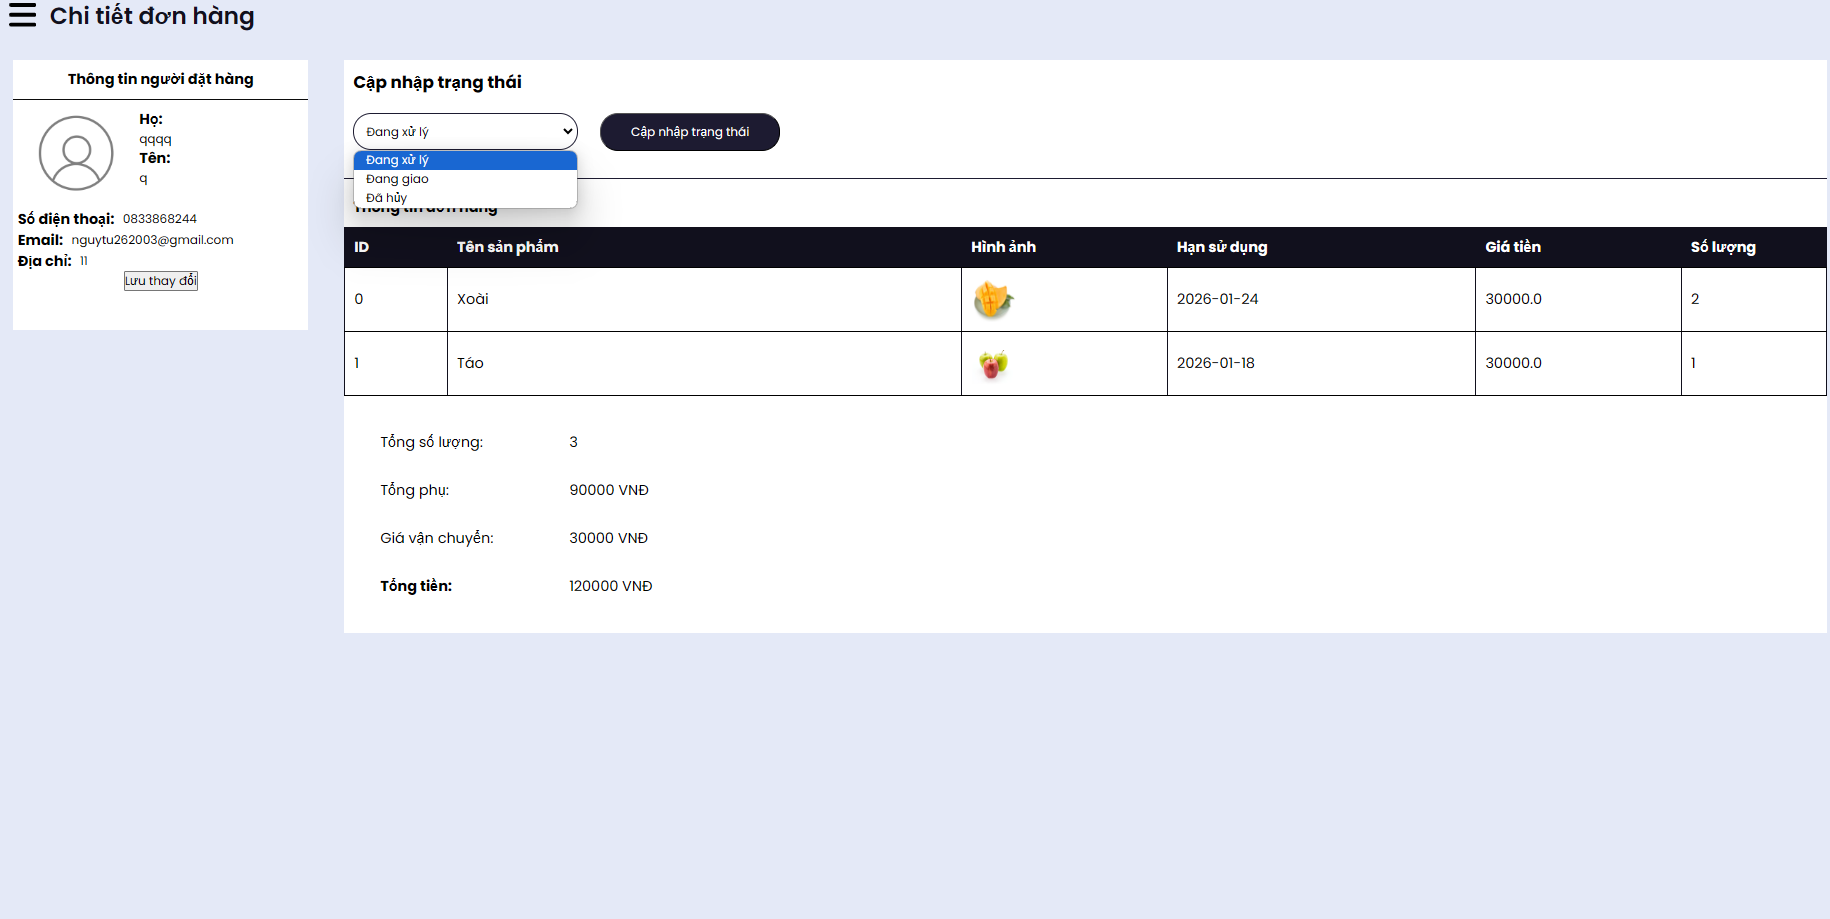 Chi tiết đơn hàng
Thông tin người đặt hàng
Họ:
qqqq
Tên:
q
Số điện thoại: 0833868244
Email: nguytu262003@gmail.com
Địa chỉ: 11
Lưu thay đổi
Cập nhập trạng thái
Đang xử lý
Cập nhập trạng thái
Đang xử lý
Đang giao
Đã hủy
Thông tin đơn hàng
ID Tên sản phẩm Hình ảnh Hạn sử dụng Giá tiền Số lượng
0 Xoài 2026-01-24 30000.0 2
1 Táo 2026-01-18 30000.0 1
Tổng số lượng: 3
Tổng phụ: 90000 VNĐ
Giá vận chuyển: 30000 VNĐ
Tổng tiền: 120000 VNĐ